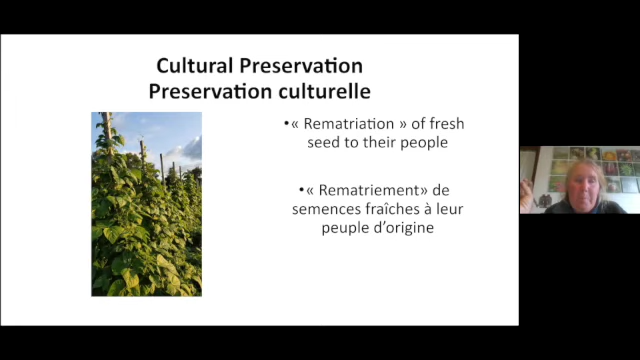 Cultural Preservation
Preservation culturelle
•« Rematriation » of fresh
seed to their people
•« Rematriement» de
semences fraîches à leur
peuple d’origine